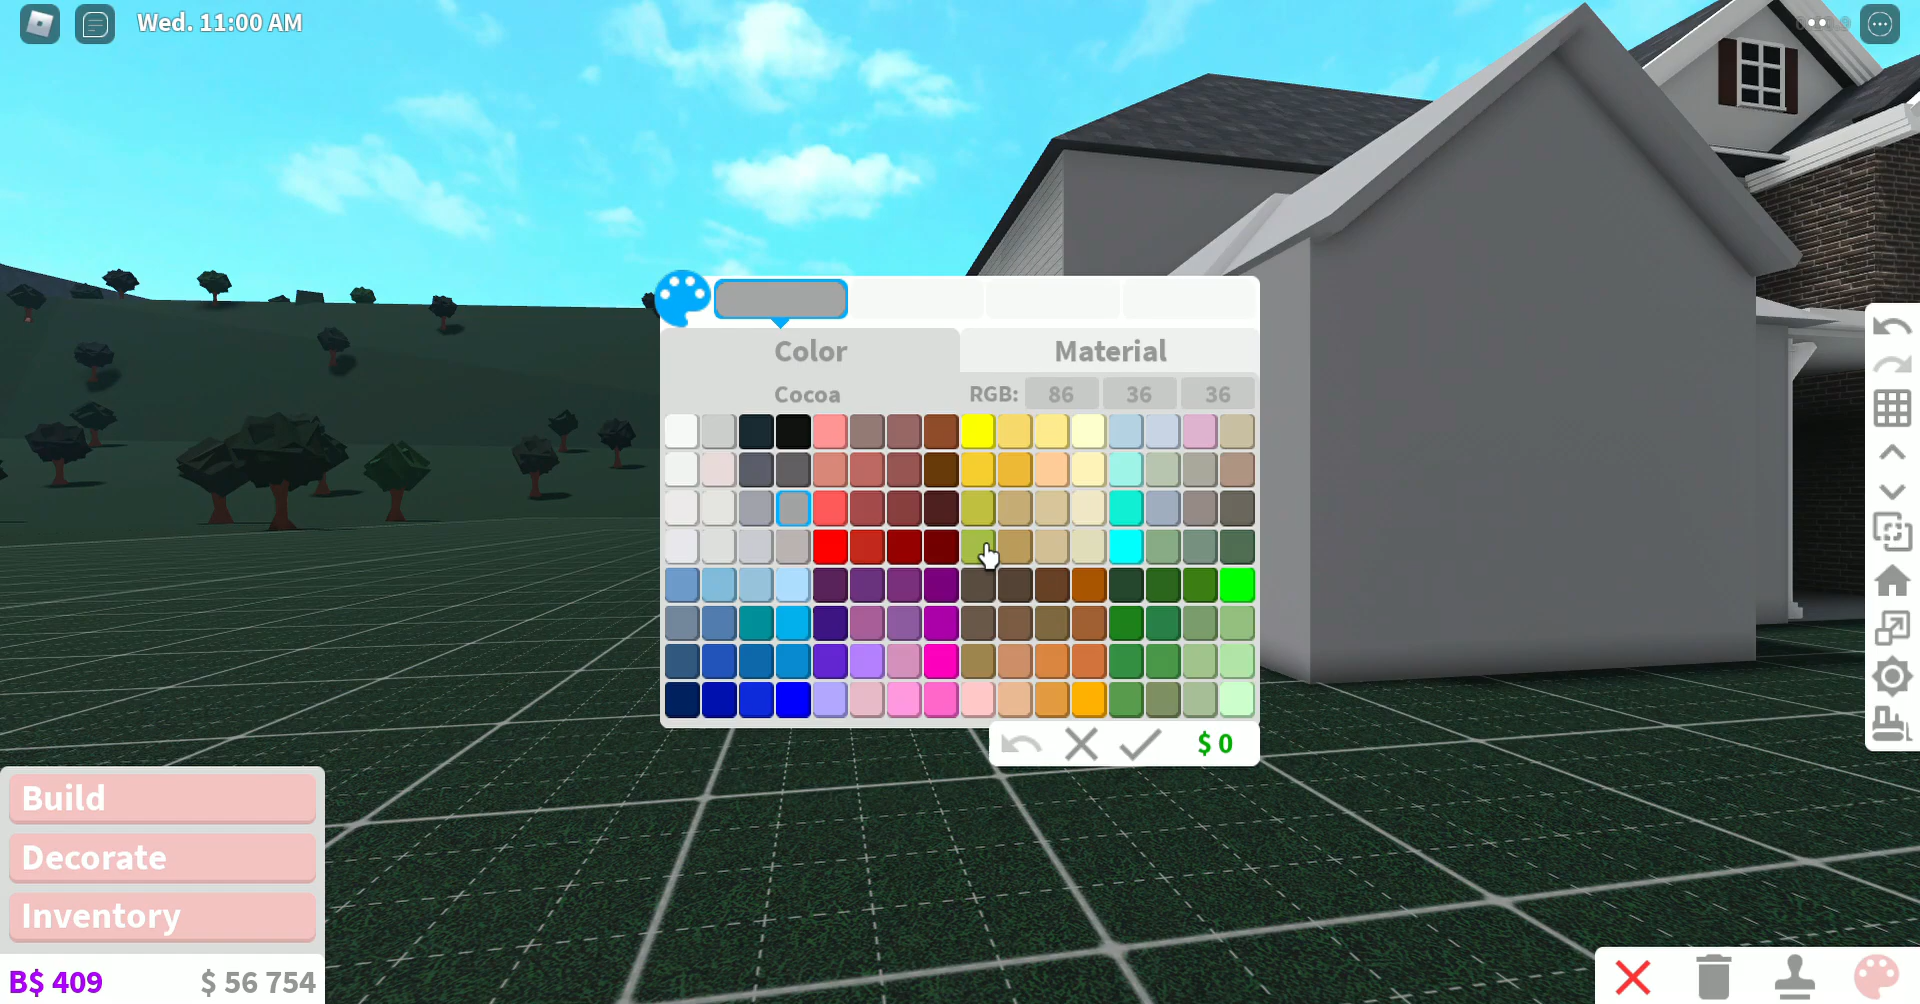 Wed. 11:00 AM
Color
Material
Cocoa
RGB: 86 36 36
$ 0
Build
Decorate
Inventory
B$ 409
$ 56 754